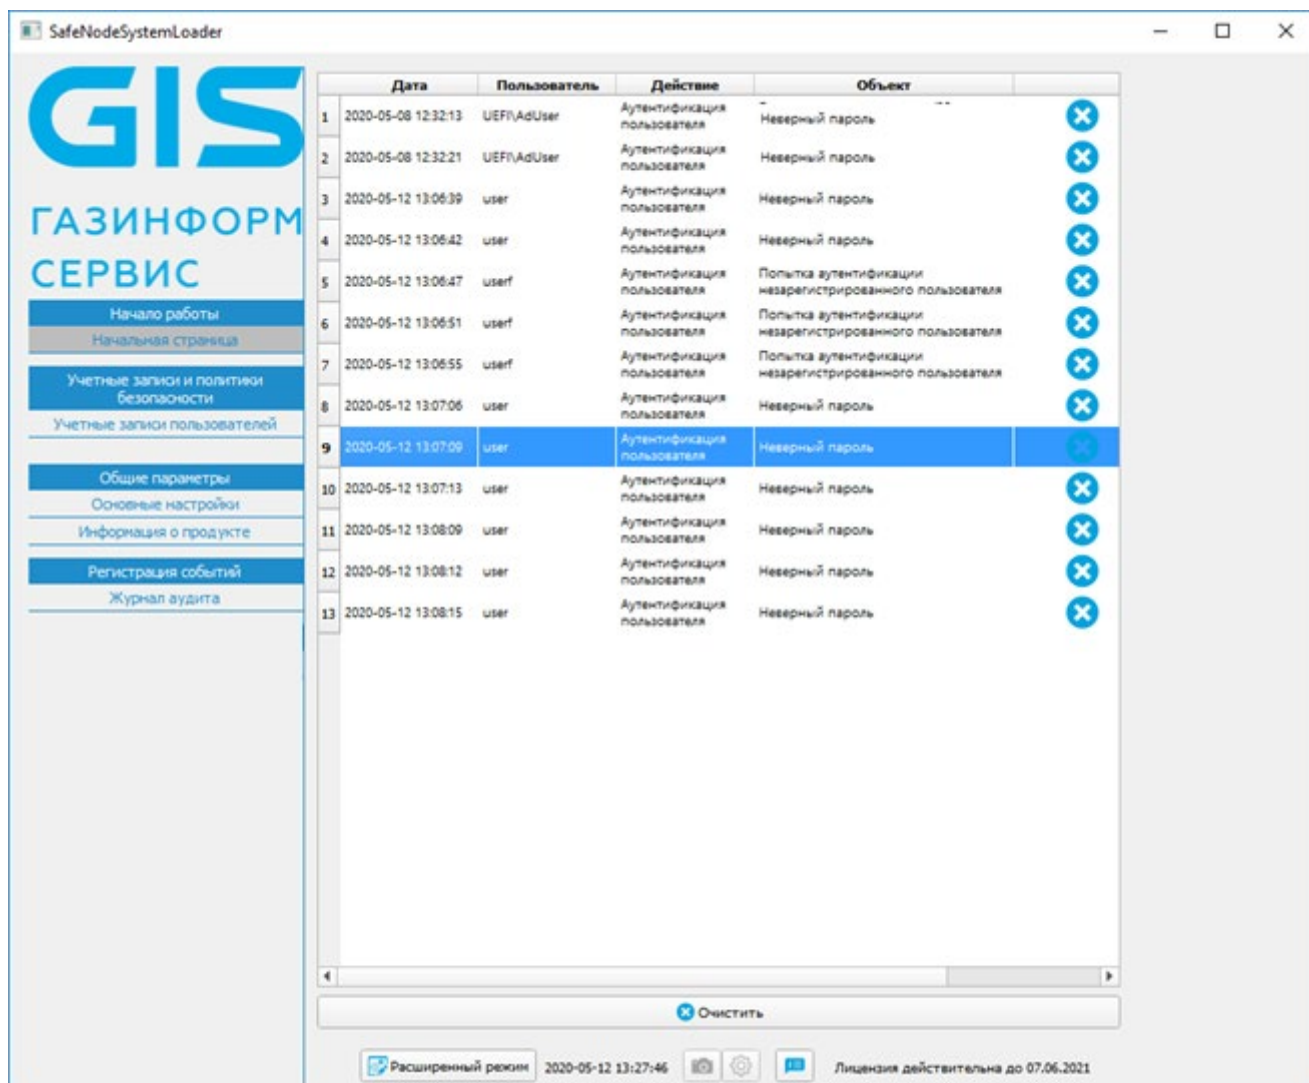 SafeNodeSystemLoader
GIS
ГАЗИНФОРМ
СЕРВИС
Начало работы
Начальная страница
Учетные записи и политики
безопасности
Учетные записи пользователей
Общие параметры
Основные настройки
Информация о продукте
Регистрация событий
Журнал аудита
Дата Пользователь Действие Объект
1 2020-05-08 12:32:13 UEFI\AdUser Аутентификация пользователя Неверный пароль
2 2020-05-08 12:32:21 UEFI\AdUser Аутентификация пользователя Неверный пароль
3 2020-05-12 13:06:39 user Аутентификация пользователя Неверный пароль
4 2020-05-12 13:06:42 user Аутентификация пользователя Неверный пароль
5 2020-05-12 13:06:47 userf Аутентификация пользователя Попытка аутентификации незарегистрированного пользователя
6 2020-05-12 13:06:51 userf Аутентификация пользователя Попытка аутентификации незарегистрированного пользователя
7 2020-05-12 13:06:55 userf Аутентификация пользователя Попытка аутентификации незарегистрированного пользователя
8 2020-05-12 13:07:06 user Аутентификация пользователя Неверный пароль
9 2020-05-12 13:07:09 user Аутентификация пользователя Неверный пароль
10 2020-05-12 13:07:13 user Аутентификация пользователя Неверный пароль
11 2020-05-12 13:08:09 user Аутентификация пользователя Неверный пароль
12 2020-05-12 13:08:12 user Аутентификация пользователя Неверный пароль
13 2020-05-12 13:08:15 user Аутентификация пользователя Неверный пароль
Очистить
Расширенный режим 2020-05-12 13:27:46 Лицензия действительна до 07.06.2021